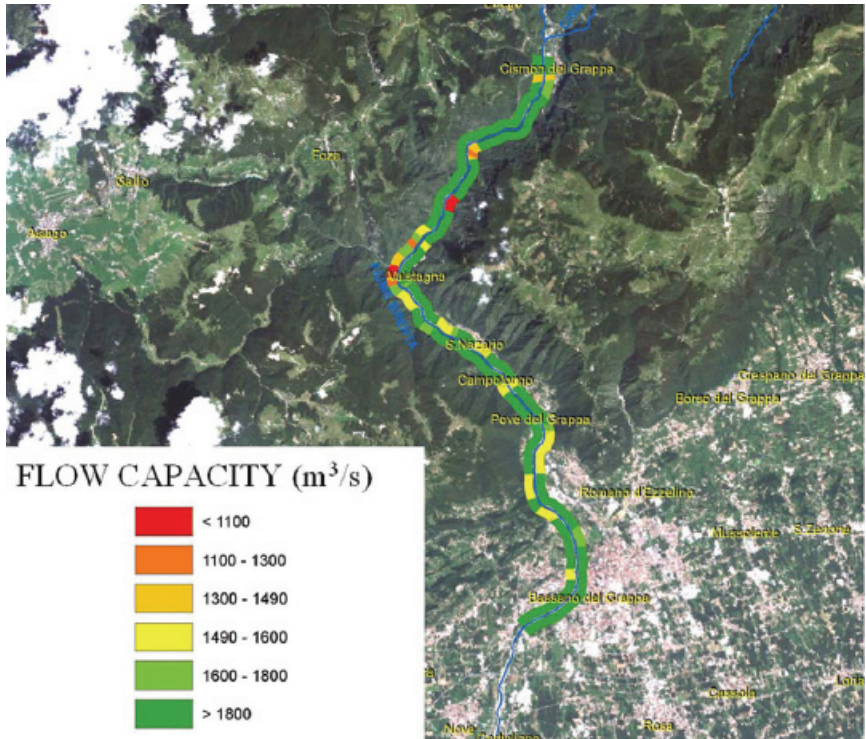 Cismon del Grappa
Foza
Gallio
Asiago
Valstagna
S.Nazario
Campolongo
Crespano del Grappa
Borso del Grappa
Pove del Grappa
Romano d'Ezzelino
Mussolente
S.Zenone
Bassano del Grappa
Cassola
Nove
Rosa
FLOW CAPACITY (m³/s)
< 1100
1100 - 1300
1300 - 1490
1490 - 1600
1600 - 1800
> 1800